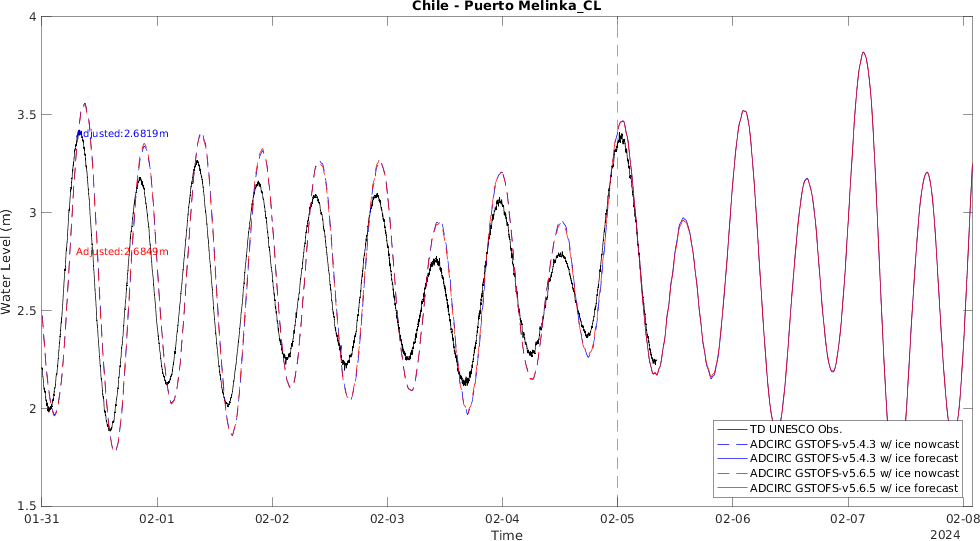 Chile - Puerto Melinka_CL
4
3.5
3
2.5
2
1.5
Water Level (m)
Adjusted:2.6819m
Adjusted:2.6849m
TD UNESCO Obs.
ADCIRC GSTOFS-v5.4.3 w/ ice nowcast
ADCIRC GSTOFS-v5.4.3 w/ ice forecast
ADCIRC GSTOFS-v5.6.5 w/ ice nowcast
ADCIRC GSTOFS-v5.6.5 w/ ice forecast
01-31
02-01
02-02
02-03
02-04
02-05
02-06
02-07
02-08
Time
2024